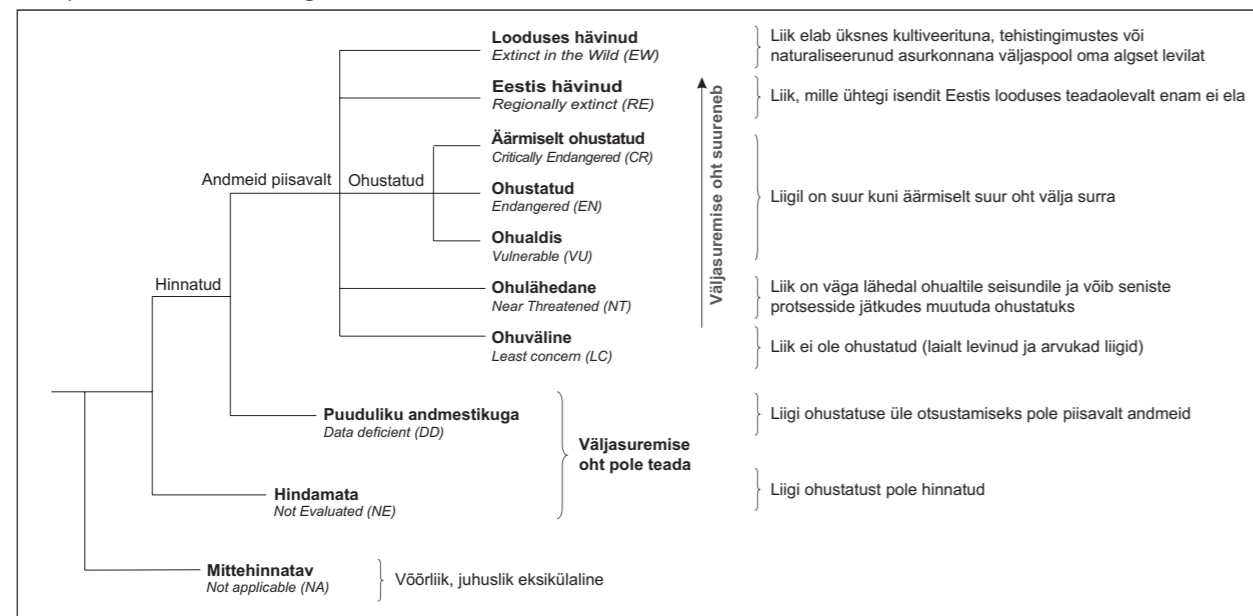 Looduses hävinud
Extinct in the Wild (EW)
Liik elab üksnes kultiveerituna, tehistingimustes või
naturaliseerunud asurkonnana väljaspool oma algset levilat
Eestis hävinud
Regionally extinct (RE)
Liik, mille ühtegi isendit Eestis looduses teadaolevalt enam ei ela
Väljasuremise oht suureneb
Äärmiselt ohustatud
Critically Endangered (CR)
Andmeid piisavalt
Ohustatud
Ohustatud
Endangered (EN)
Liigil on suur kuni äärmiselt suur oht välja surra
Ohualdis
Vulnerable (VU)
Hinnatud
Ohulähedane
Near Threatened (NT)
Liik on väga lähedal ohualtile seisundile ja võib seniste
protsesside jätkudes muutuda ohustatuks
Ohuväline
Least concern (LC)
Liik ei ole ohustatud (laialt levinud ja arvukad liigid)
Puuduliku andmestikuga
Data deficient (DD)
Liigi ohustatuse üle otsustamiseks pole piisavalt andmeid
Väljasuremise
oht pole teada
Hindamata
Not Evaluated (NE)
Liigi ohustatust pole hinnatud
Mittehinnatav
Not applicable (NA)
Võõrliik, juhuslik eksikülaline